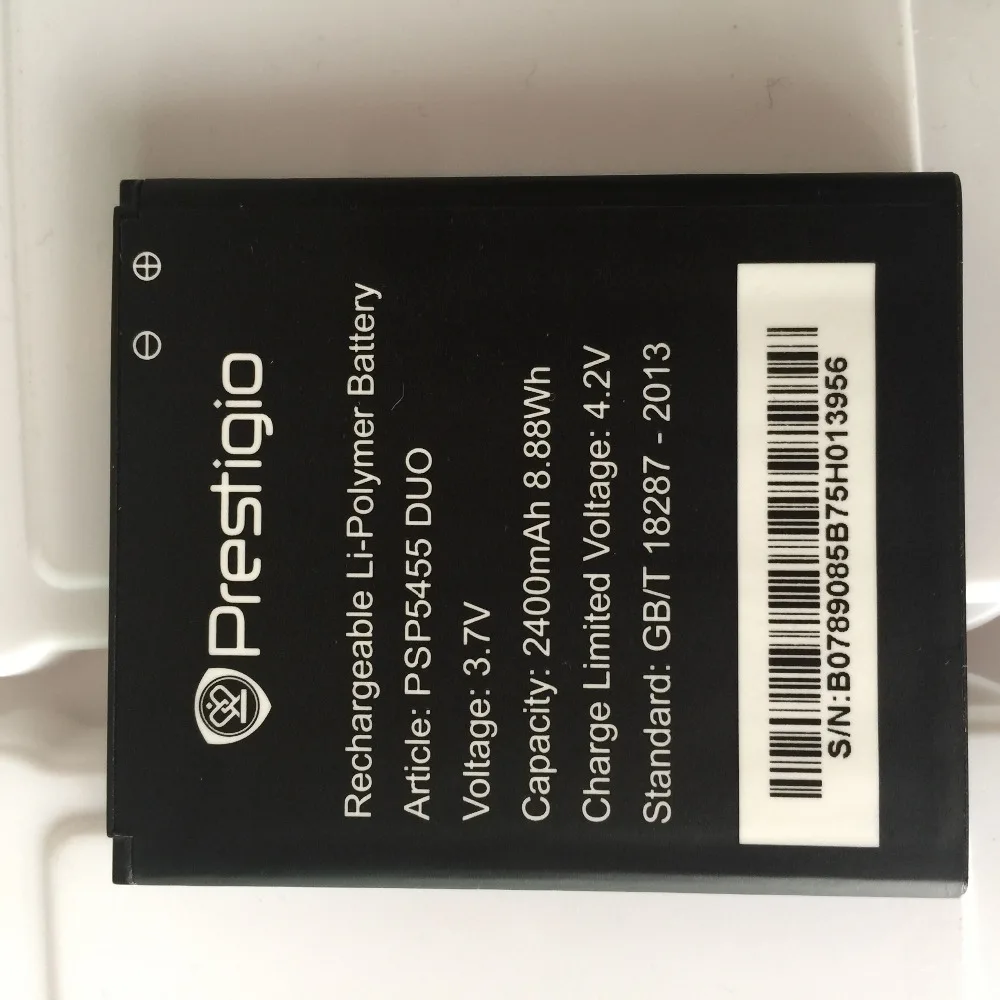 Prestigio
Rechargeable Li-Polymer Battery
Article: PSP5455 DUO
Voltage: 3.7V
Capacity: 2400mAh 8.88Wh
Charge Limited Voltage: 4.2V
Standard: GB/T 18287 - 2013
S/N:B0789085B75H013956